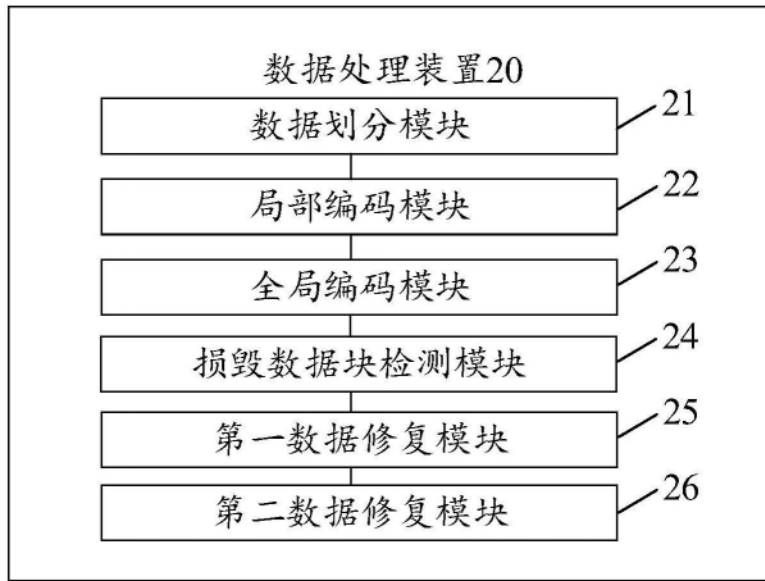 数据处理装置20
数据划分模块
21
局部编码模块
22
全局编码模块
23
损毁数据块检测模块
24
第一数据修复模块
25
第二数据修复模块
26